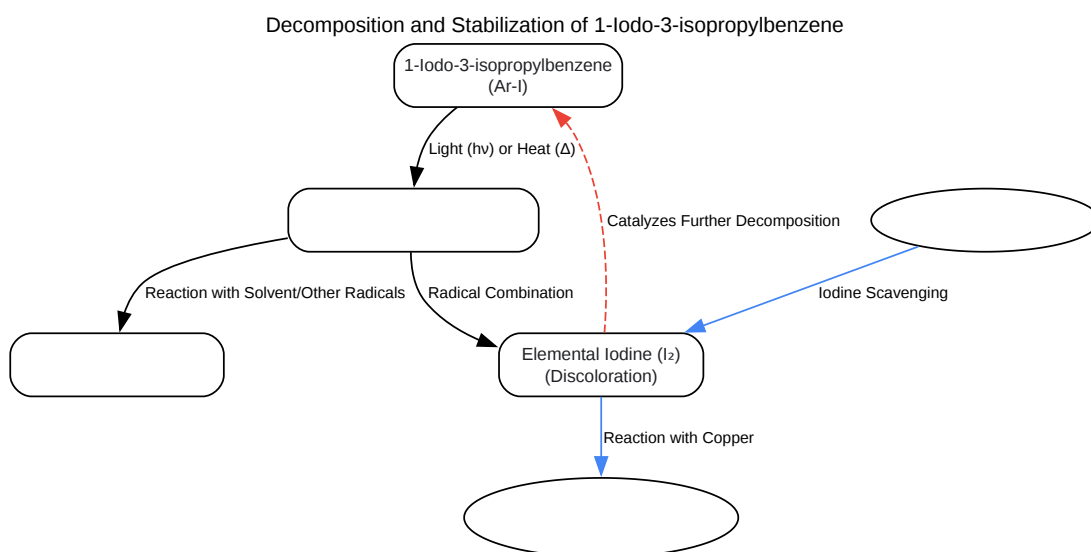 Decomposition and Stabilization of 1-Iodo-3-isopropylbenzene
1-Iodo-3-isopropylbenzene
(Ar-I)
Light (hν) or Heat (Δ)
Catalyzes Further Decomposition
Reaction with Solvent/Other Radicals
Radical Combination
Iodine Scavenging
Elemental Iodine (I₂)
(Discoloration)
Reaction with Copper